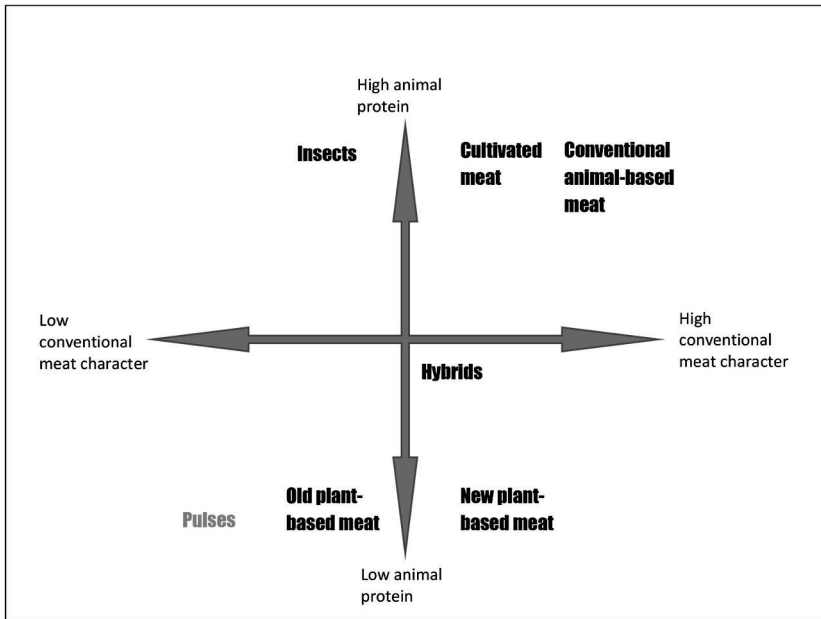 High animal
protein
Insects
Cultivated
meat
Conventional
animal-based
meat
Low
conventional
meat character
High
conventional
meat character
Hybrids
Pulses
Old plant-
based meat
New plant-
based meat
Low animal
protein